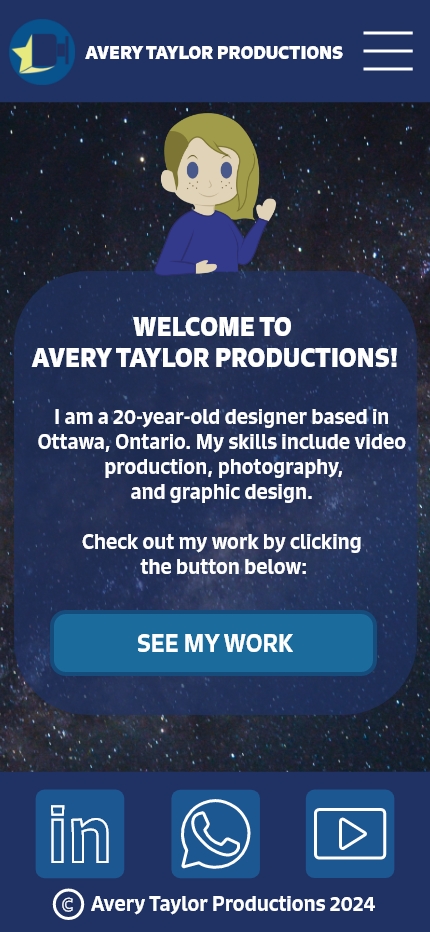 AVERY TAYLOR PRODUCTIONS
WELCOME TO
AVERY TAYLOR PRODUCTIONS!
I am a 20-year-old designer based in
Ottawa, Ontario. My skills include video
production, photography,
and graphic design.
Check out my work by clicking
the button below:
SEE MY WORK
in
© Avery Taylor Productions 2024